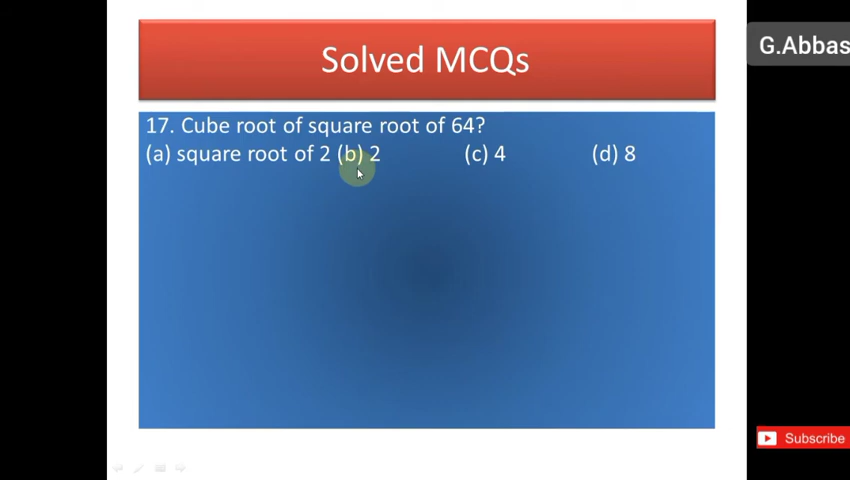 Solved MCQs
G.Abbas
17. Cube root of square root of 64?
(a) square root of 2 (b) 2 (c) 4 (d) 8
Subscribe